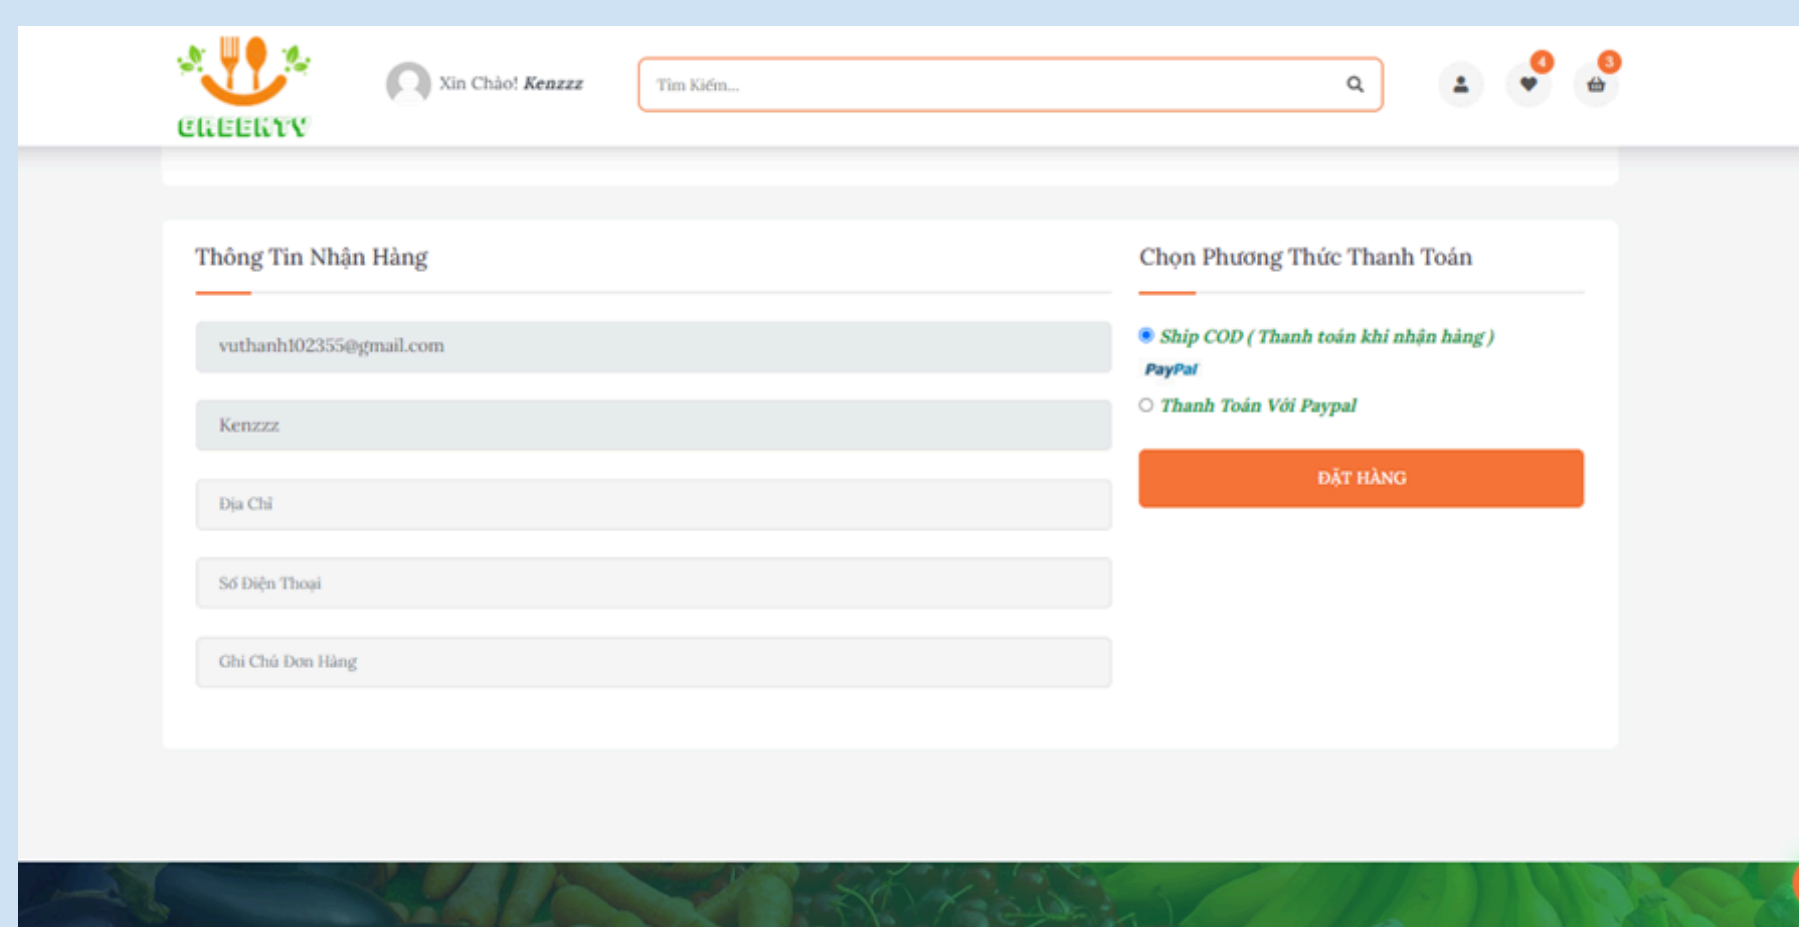 GREENTV
Xin Chào! Kenzzz
Tìm Kiếm...
4
3
Thông Tin Nhận Hàng
vuthanh102355@gmail.com
Kenzzz
Địa Chỉ
Số Điện Thoại
Ghi Chú Đơn Hàng
Chọn Phương Thức Thanh Toán
Ship COD ( Thanh toán khi nhận hàng )
PayPal
Thanh Toán Với Paypal
ĐẶT HÀNG